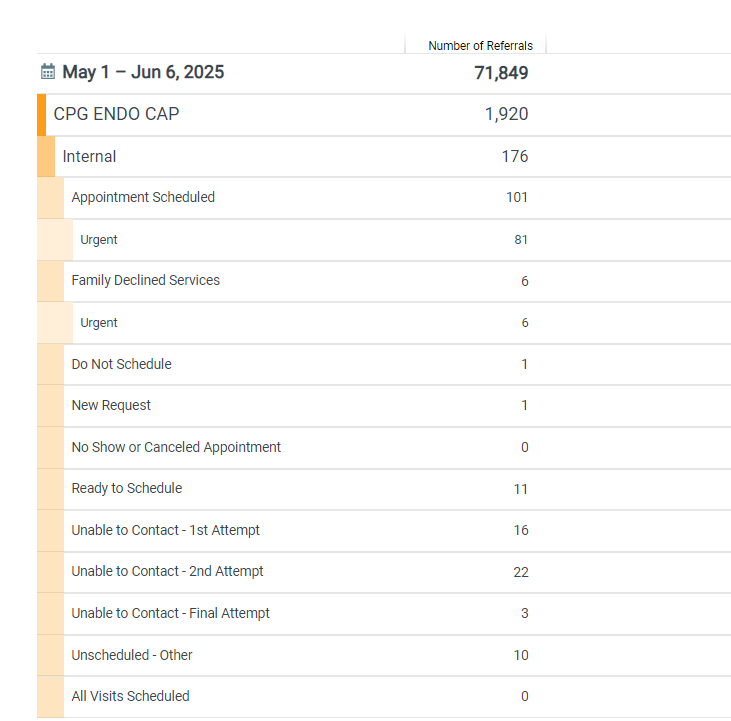 Number of Referrals
May 1 – Jun 6, 2025 71,849
CPG ENDO CAP 1,920
Internal 176
Appointment Scheduled 101
Urgent 81
Family Declined Services 6
Urgent 6
Do Not Schedule 1
New Request 1
No Show or Canceled Appointment 0
Ready to Schedule 11
Unable to Contact - 1st Attempt 16
Unable to Contact - 2nd Attempt 22
Unable to Contact - Final Attempt 3
Unscheduled - Other 10
All Visits Scheduled 0